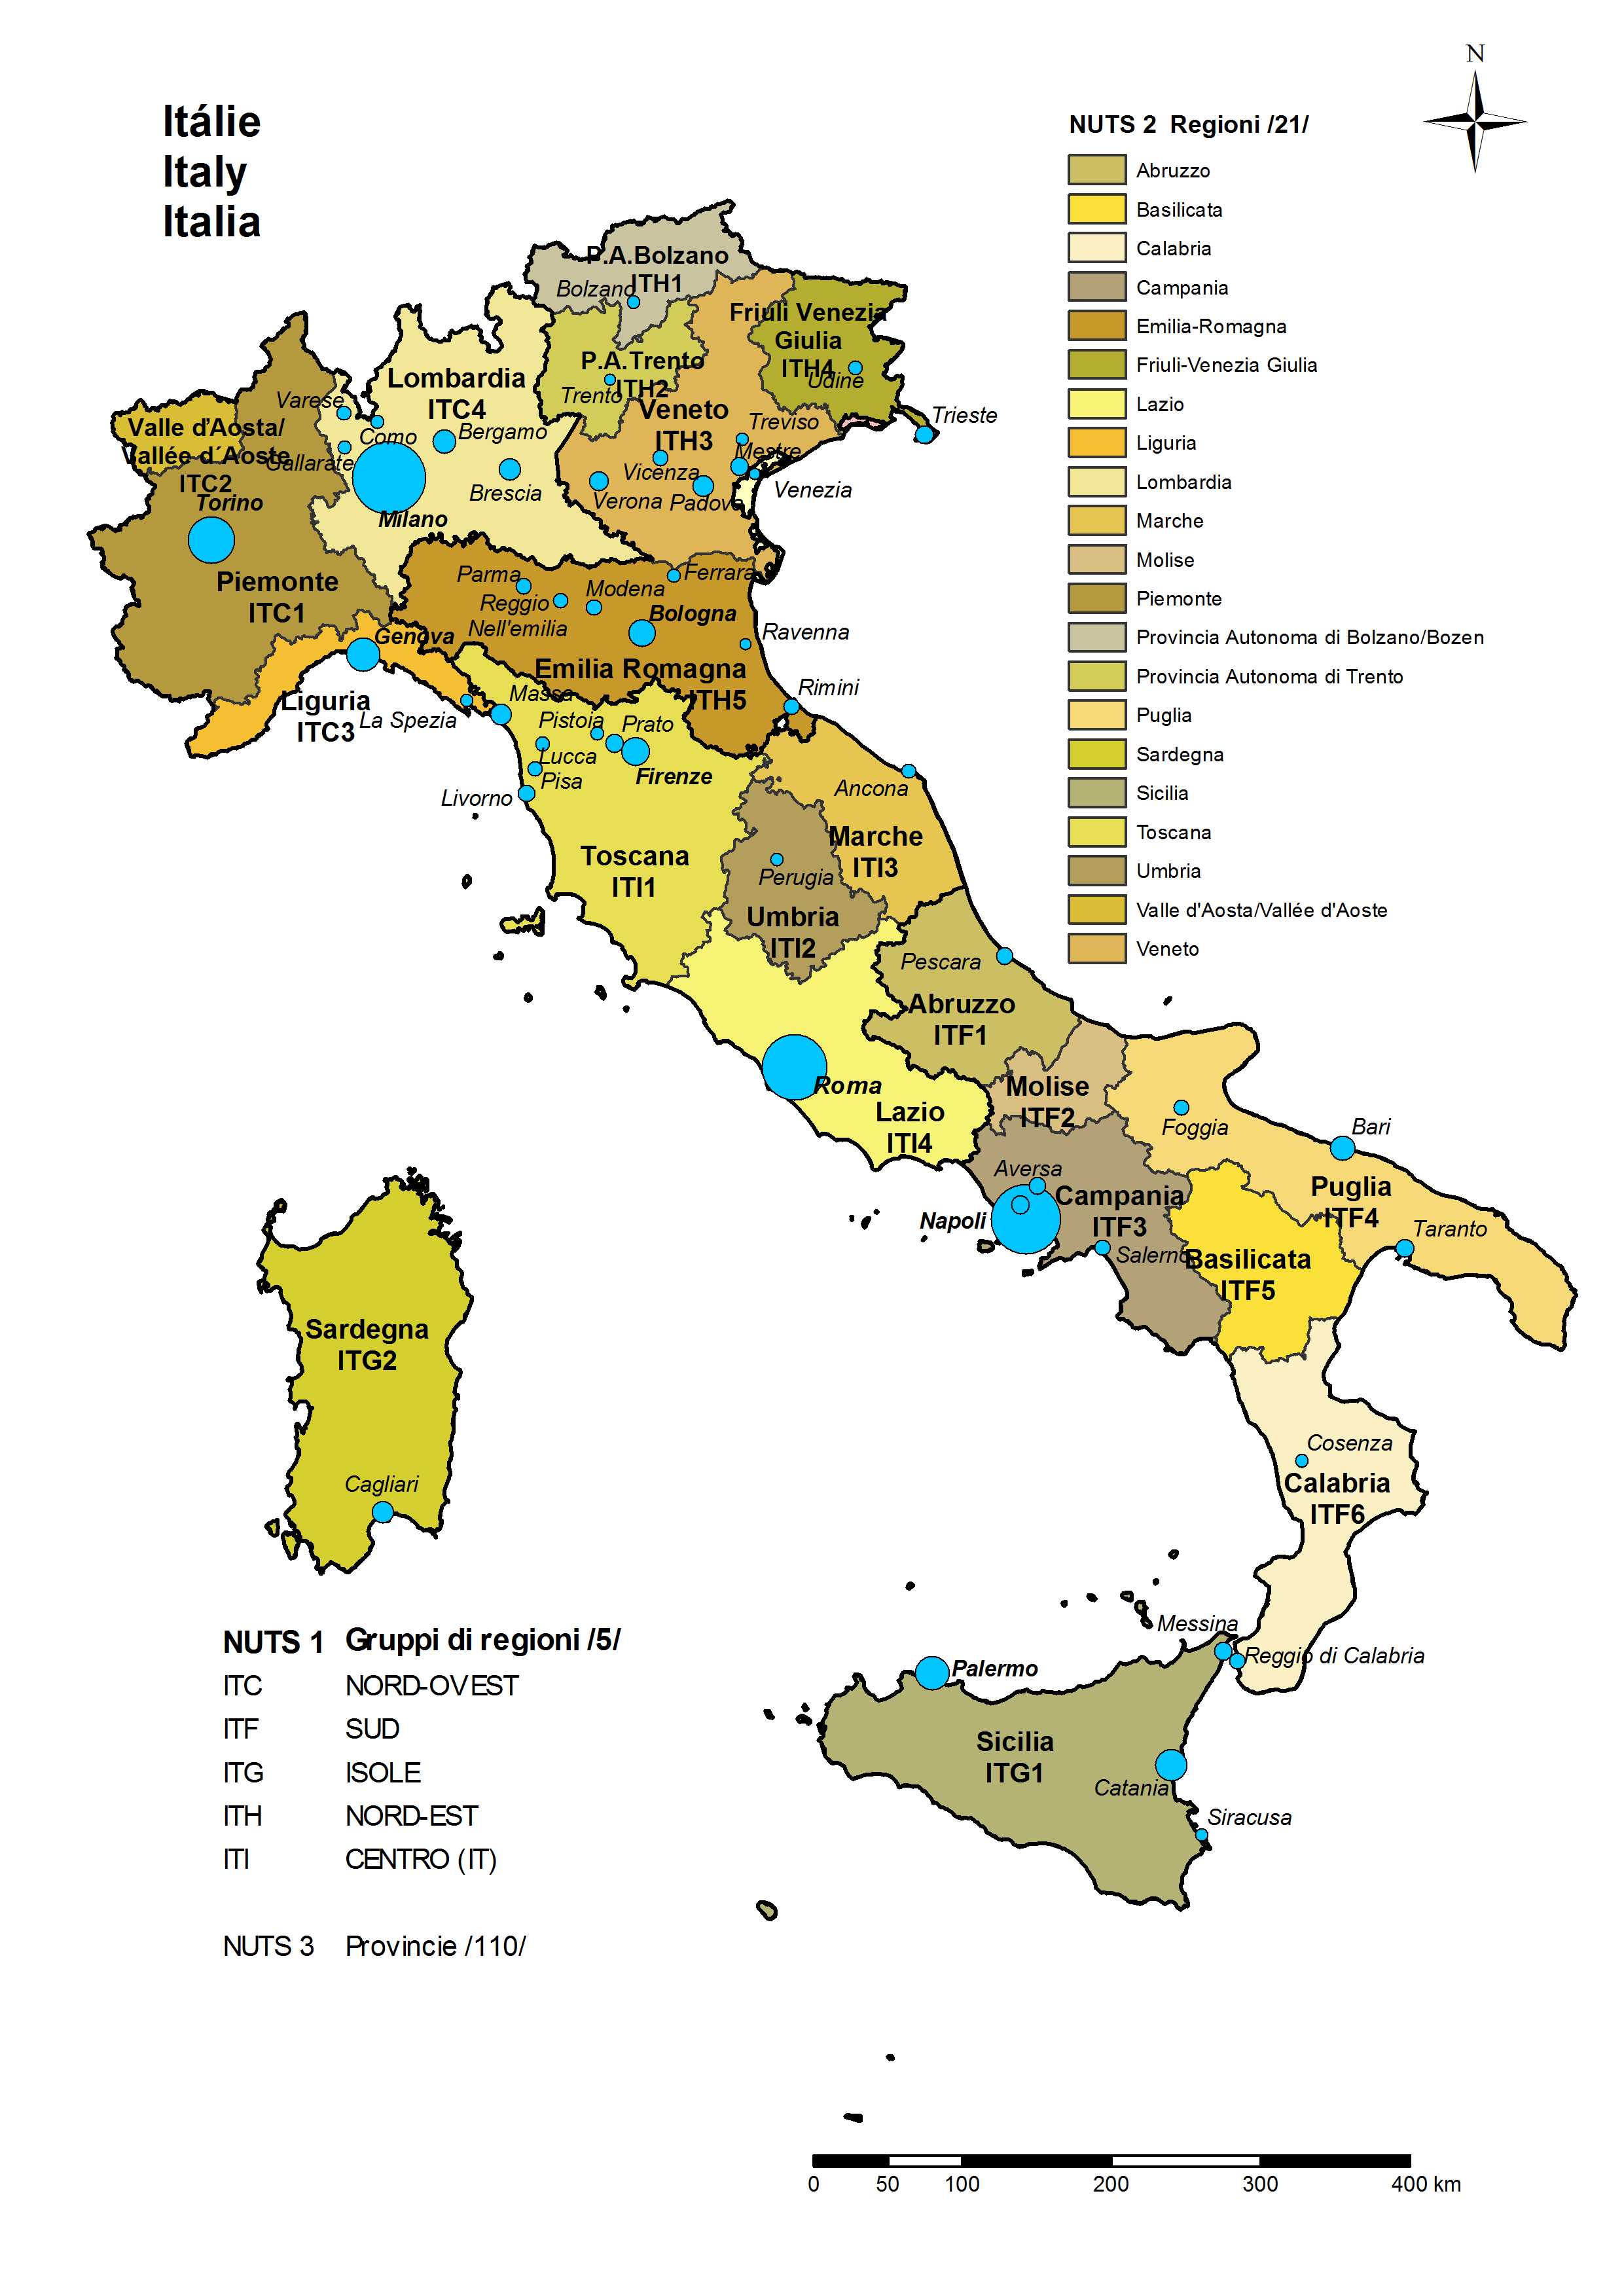 Itálie
Italy
Italia
N
NUTS 2 Regioni /21/
Abruzzo
Basilicata
Calabria
Campania
Emilia-Romagna
Friuli-Venezia Giulia
Lazio
Liguria
Lombardia
Marche
Molise
Piemonte
Provincia Autonoma di Bolzano/Bozen
Provincia Autonoma di Trento
Puglia
Sardegna
Sicilia
Toscana
Umbria
Valle d'Aosta/Vallée d'Aoste
Veneto
P.A.Bolzano
ITH1
Bolzano
Friuli Venezia
Giulia
ITH4
Udine
P.A.Trento
ITH2
Trento
Lombardia
ITC4
Varese
Como
Bergamo
Gallarate
Brescia
Milano
Veneto
ITH3
Treviso
Mestre
Vicenza
Verona
Padova
Venezia
Trieste
Valle d'Aosta/
Vallée d´Aoste
ITC2
Torino
Piemonte
ITC1
Parma
Reggio
Nell'emilia
Modena
Ferrara
Bologna
Ravenna
Emilia Romagna
ITH5
Rimini
Genova
Liguria
ITC3
La Spezia
Massa
Pistoia
Prato
Lucca
Firenze
Pisa
Livorno
Ancona
Toscana
ITI1
Marche
ITI3
Perugia
Umbria
ITI2
Pescara
Abruzzo
ITF1
Roma
Lazio
ITI4
Molise
ITF2
Foggia
Bari
Aversa
Napoli
Campania
ITF3
Salerno
Puglia
ITF4
Taranto
Basilicata
ITF5
Sardegna
ITG2
Cagliari
Cosenza
Calabria
ITF6
Messina
Reggio di Calabria
Palermo
Sicilia
ITG1
Catania
Siracusa
NUTS 1 Gruppi di regioni /5/
ITC NORD-OVEST
ITF SUD
ITG ISOLE
ITH NORD-EST
ITI CENTRO (IT)
NUTS 3 Provincie /110/
0 50 100 200 300 400 km